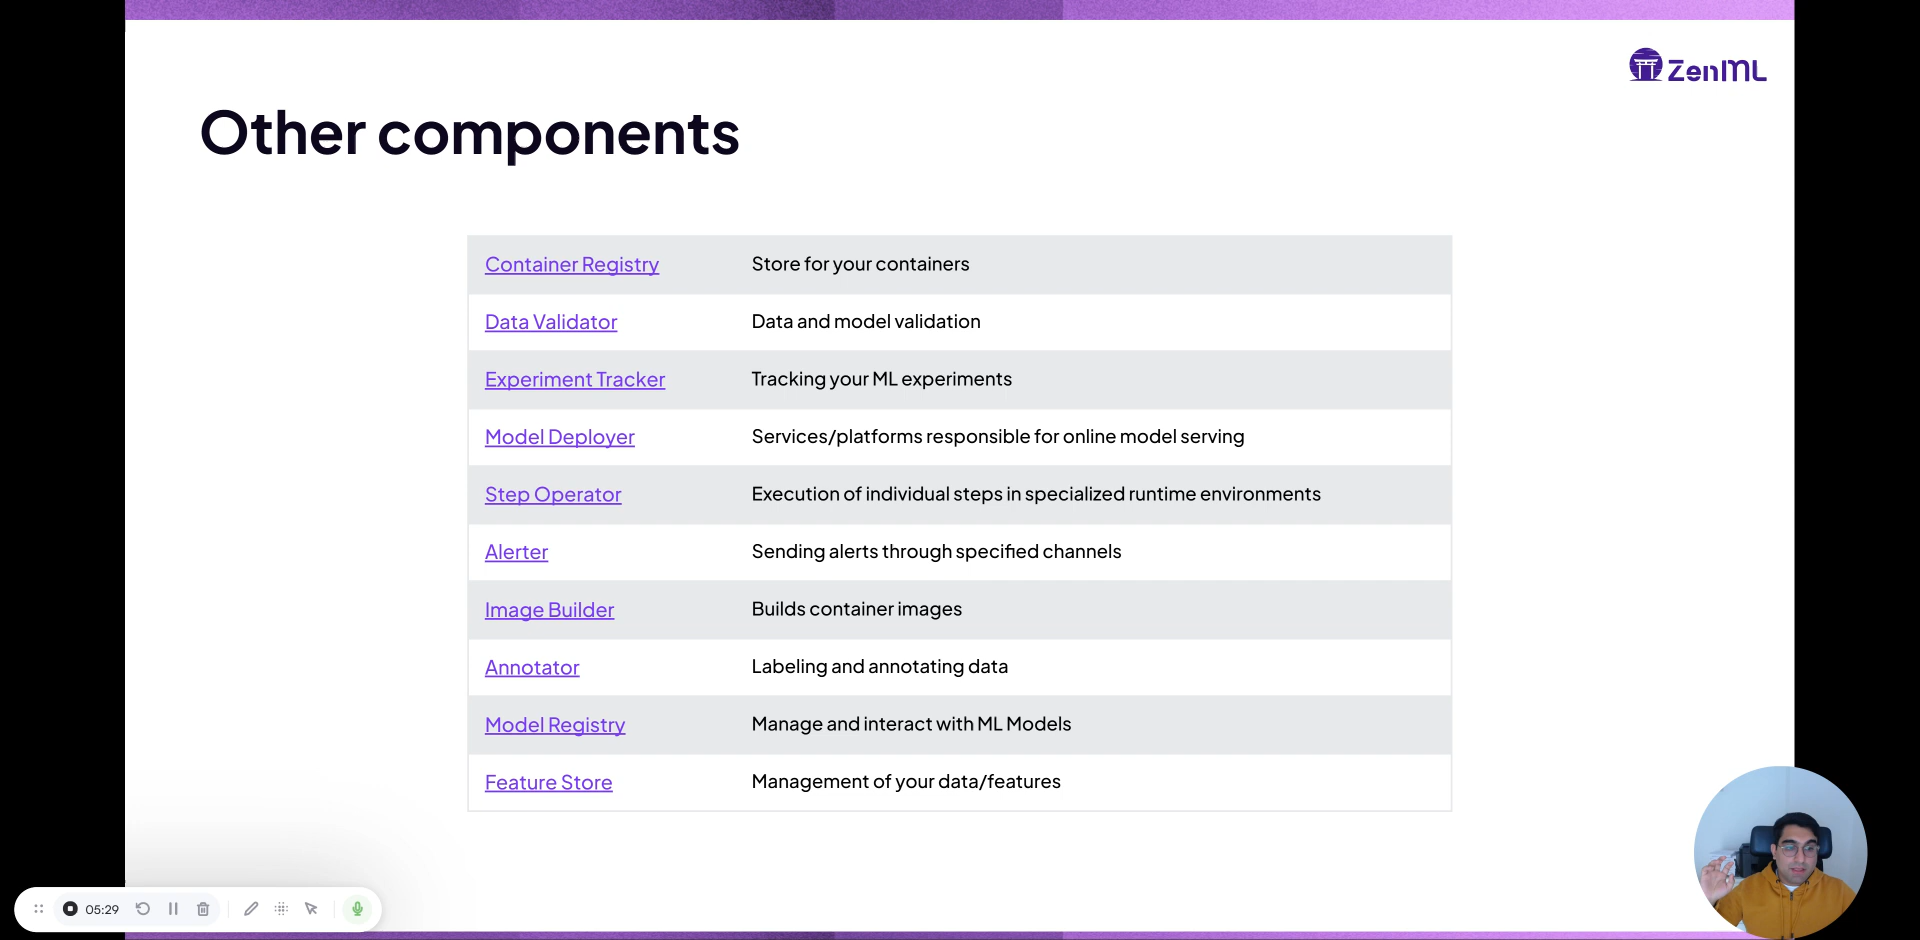 ZenML
Other components
Container Registry Store for your containers
Data Validator Data and model validation
Experiment Tracker Tracking your ML experiments
Model Deployer Services/platforms responsible for online model serving
Step Operator Execution of individual steps in specialized runtime environments
Alerter Sending alerts through specified channels
Image Builder Builds container images
Annotator Labeling and annotating data
Model Registry Manage and interact with ML Models
Feature Store Management of your data/features
05:29